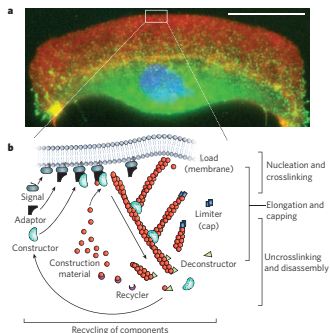 a
b
Load
(membrane)
Nucleation and
crosslinking
Signal
Adaptor
Limiter
(cap)
Elongation and
capping
Constructor
Construction
material
Deconstructor
Uncrosslinking
and disassembly
Recycler
Recycling of components